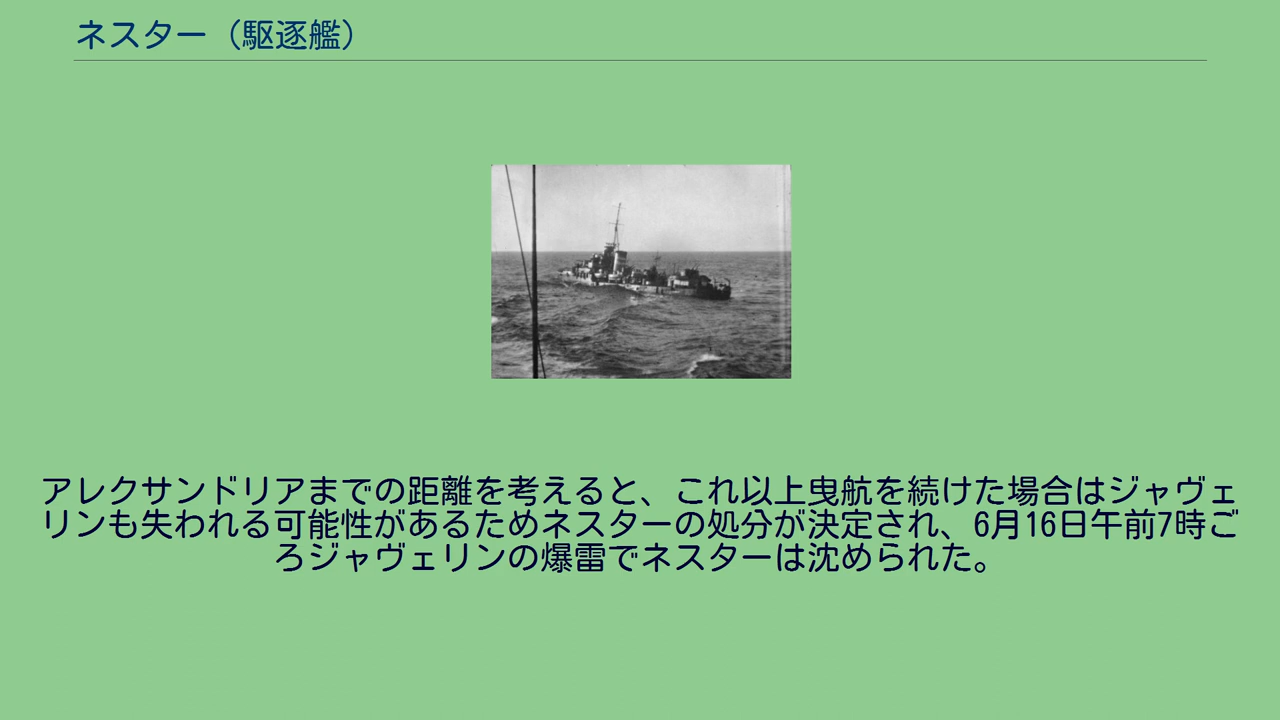 ネスター（駆逐艦）
アレクサンドリアまでの距離を考えると、これ以上曳航を続けた場合はジャヴェ
リンも失われる可能性があるためネスターの処分が決定され、6月16日午前7時ご
ろジャヴェリンの爆雷でネスターは沈められた。